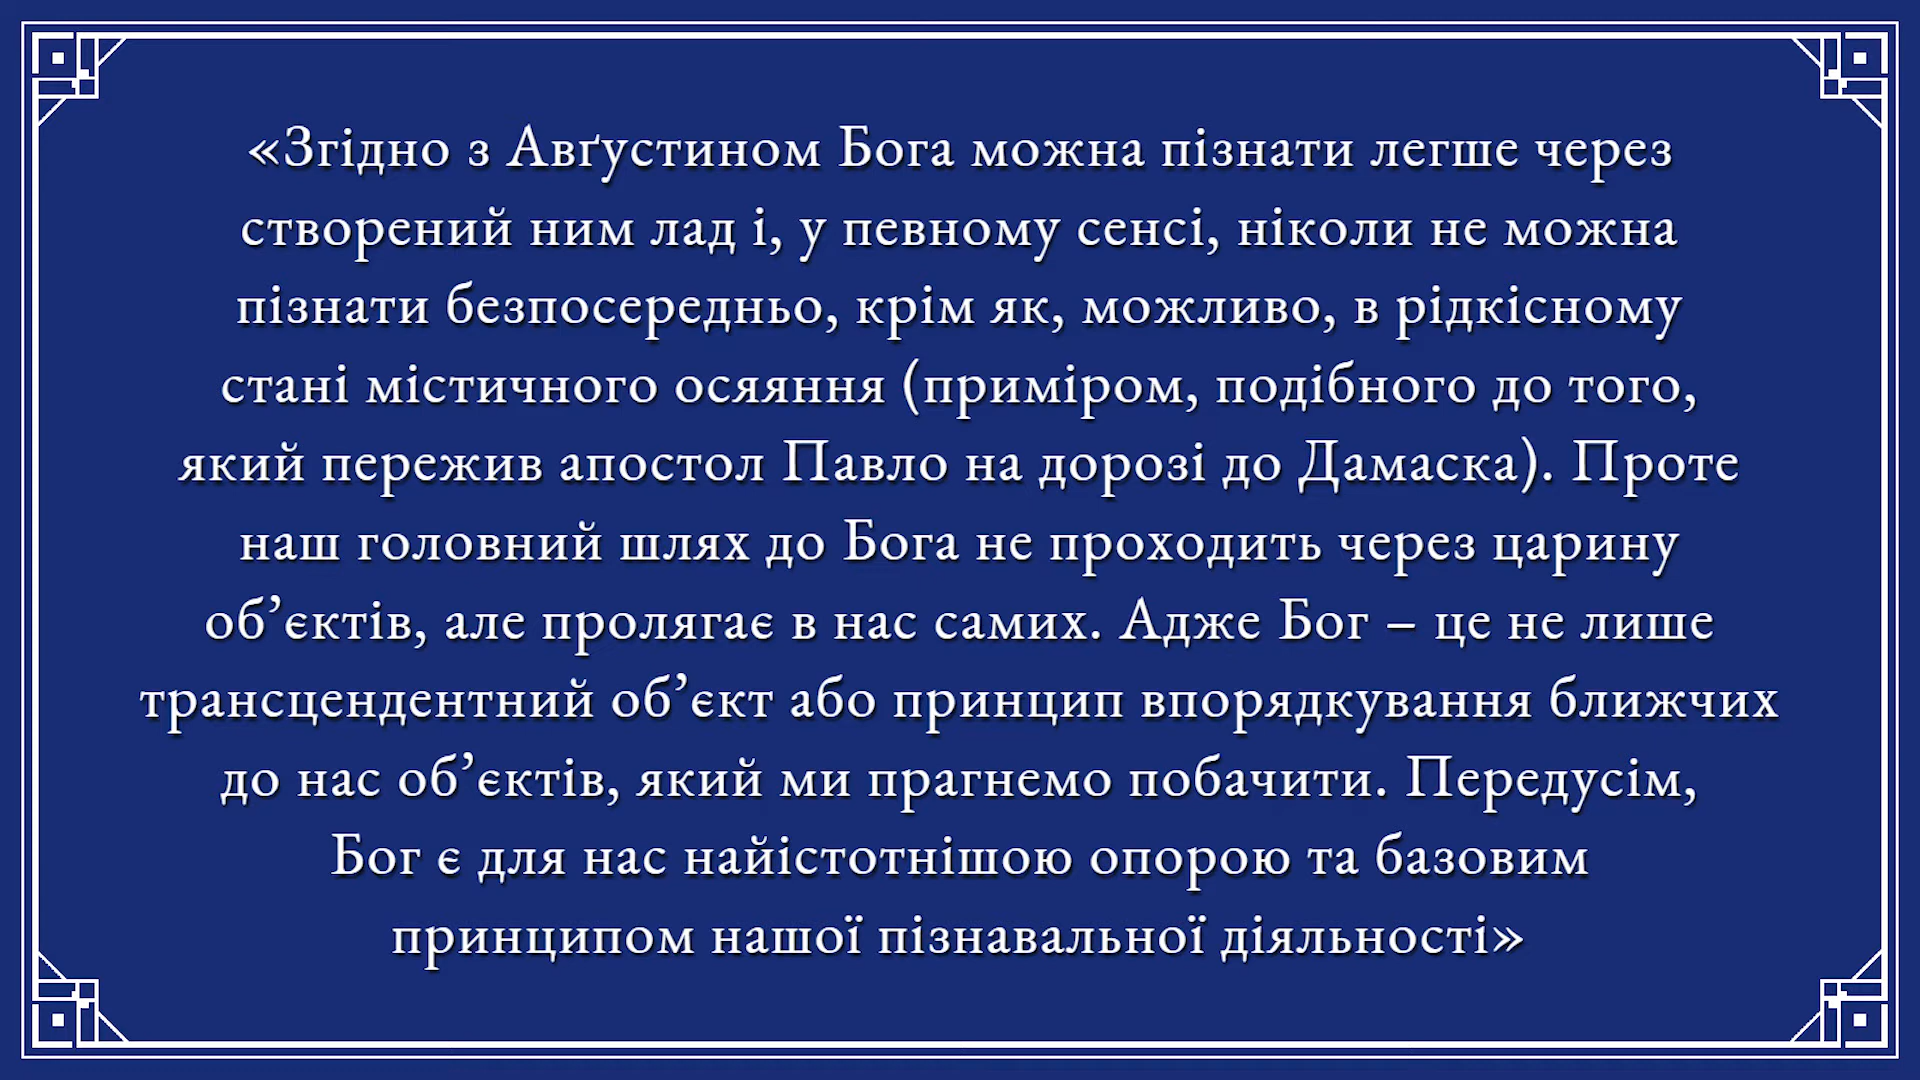 «Згідно з Авґустином Бога можна пізнати легше через
створений ним лад і, у певному сенсі, ніколи не можна
пізнати безпосередньо, крім як, можливо, в рідкісному
стані містичного осяяння (приміром, подібного до того,
який пережив апостол Павло на дорозі до Дамаска). Проте
наш головний шлях до Бога не проходить через царину
об’єктів, але пролягає в нас самих. Адже Бог – це не лише
трансцендентний об’єкт або принцип впорядкування ближчих
до нас об’єктів, який ми прагнемо побачити. Передусім,
Бог є для нас найістотнішою опорою та базовим
принципом нашої пізнавальної діяльності»